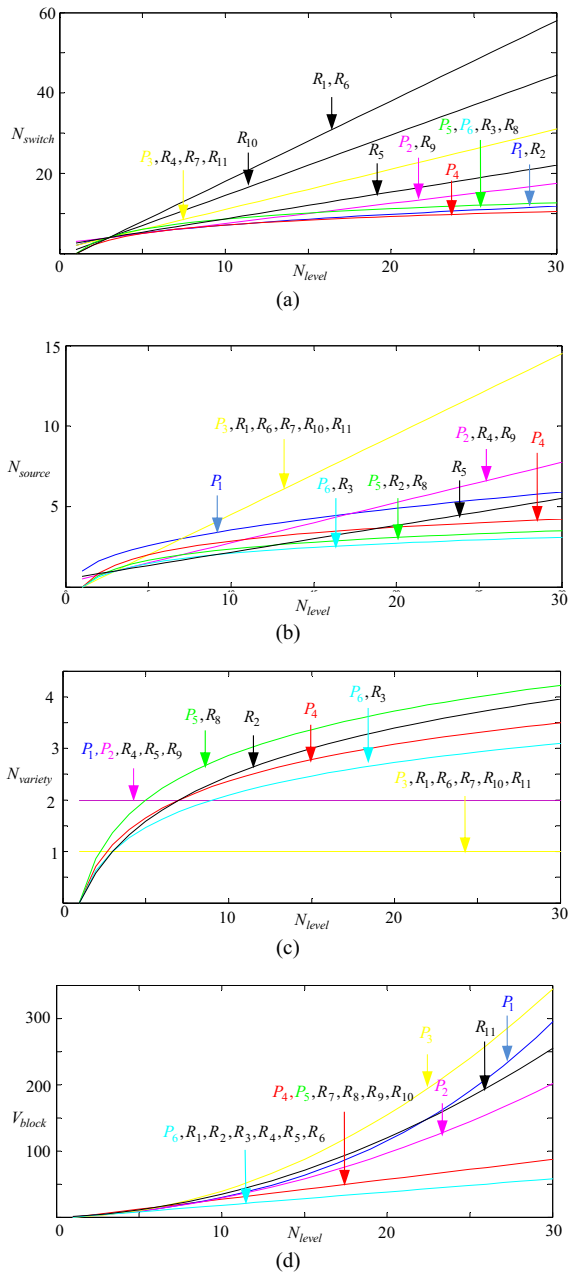 60
R1,R6
40
Nswitch
R10
P5,P6,R3,R8
P3,R4,R7,R11
P2,R9
R5
P1,R2
P4
20
0 10 20 30
Nlevel
(a)
15
10
P3,R1,R6,R7,R10,R11
P2,R4,R9
P4
Nsource
P1
P6,R3
P5,R2,R8
R5
5
0 20 30
Nlevel
(b)
4
P6,R3
P5,R8
R2
P4
3
P1,P2,R4,R5,R9
Nvariety
P3,R1,R6,R7,R10,R11
2
1
0 10 20 30
Nlevel
(c)
300
P1
R11
P3
200
P4,P5,R7,R8,R9,R10
P2
Vblock
P6,R1,R2,R3,R4,R5,R6
100
0 10 20 30
Nlevel
(d)